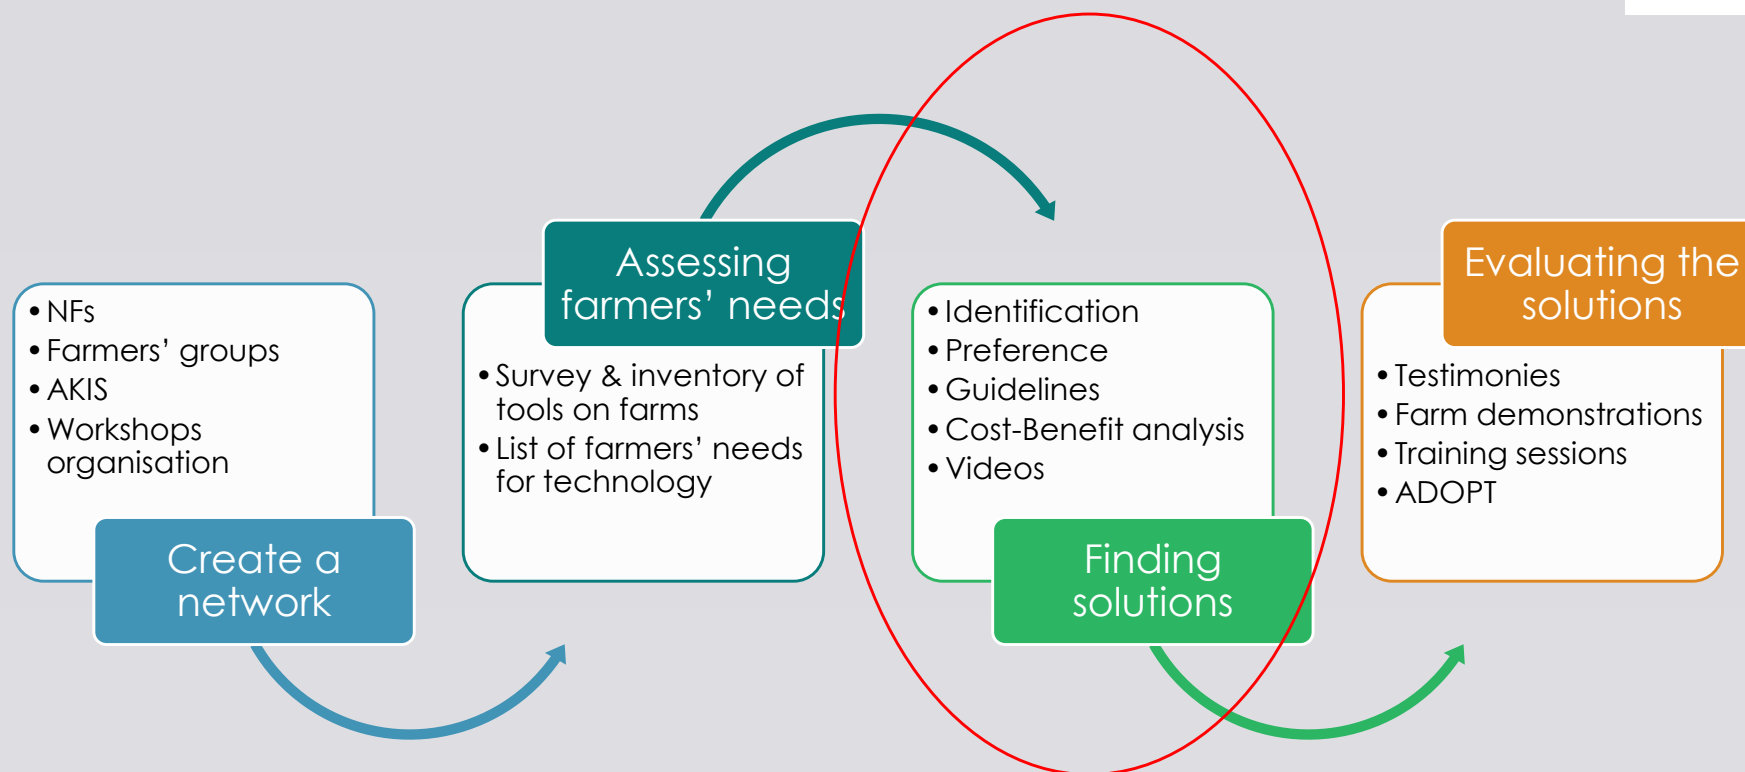 • NFs
• Farmers’ groups
• AKIS
• Workshops
organisation
Create a
network
Assessing
farmers’ needs
• Survey & inventory of
tools on farms
• List of farmers’ needs
for technology
• Identification
• Preference
• Guidelines
• Cost-Benefit analysis
• Videos
Finding
solutions
Evaluating the
solutions
• Testimonies
• Farm demonstrations
• Training sessions
• ADOPT